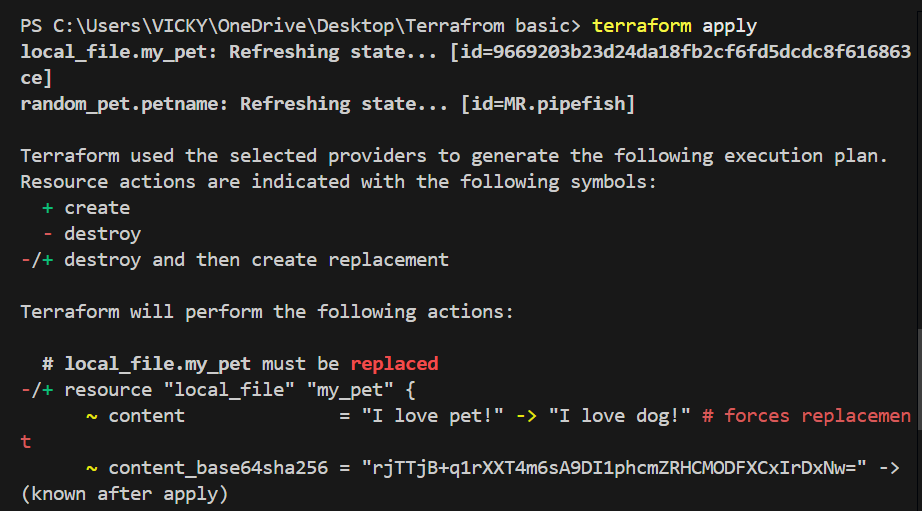 PS C:\Users\VICKY\OneDrive\Desktop\Terrafrom basic> terraform apply
local_file.my_pet: Refreshing state... [id=9669203b23d24da18fb2cf6fd5dcdc8f616863
ce]
random_pet.petname: Refreshing state... [id=MR.pipefish]
Terraform used the selected providers to generate the following execution plan.
Resource actions are indicated with the following symbols:
+ create
- destroy
-/+ destroy and then create replacement
Terraform will perform the following actions:
# local_file.my_pet must be replaced
-/+ resource "local_file" "my_pet" {
~ content = "I love pet!" -> "I love dog!" # forces replacemen
t
~ content_base64sha256 = "rjTTjB+q1rXXT4m6sA9DI1phcmZRHCMODFXCxIrDxNw=" ->
(known after apply)